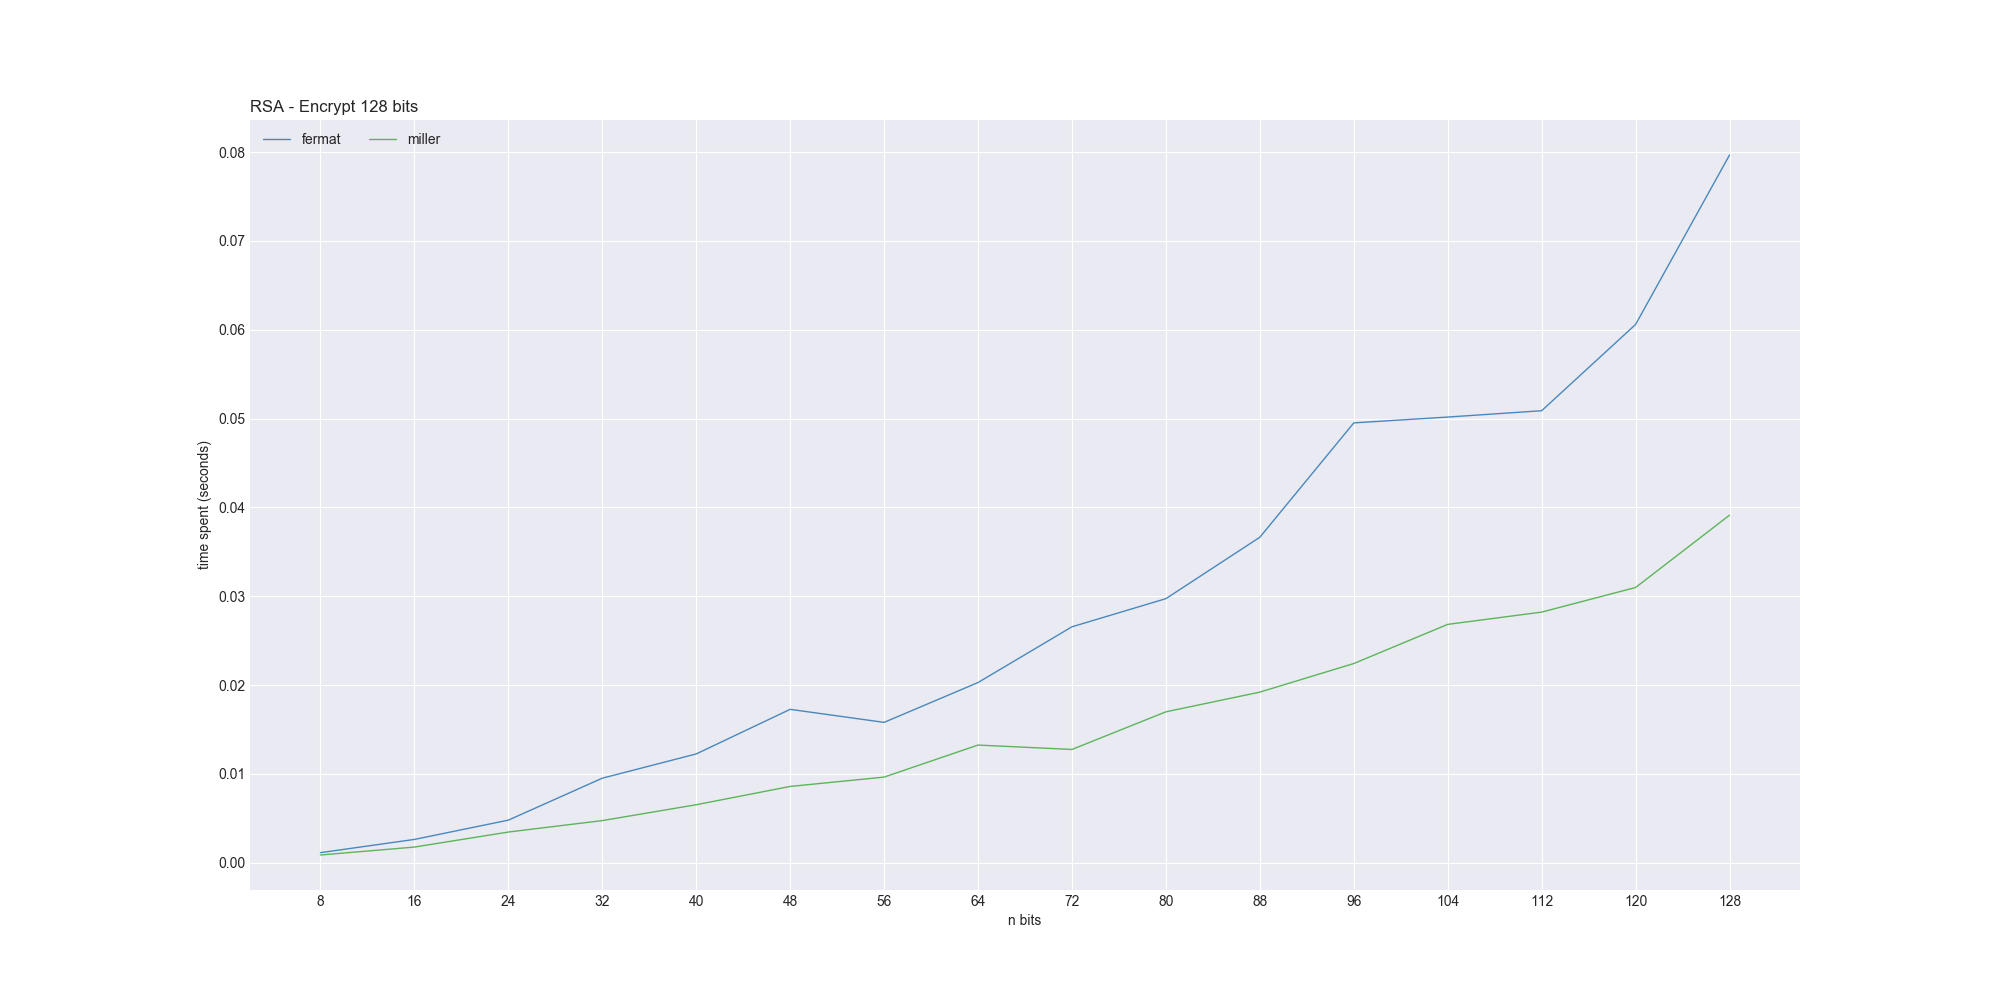 RSA - Encrypt 128 bits
fermat miller
0.08
0.07
0.06
0.05
0.04
0.03
0.02
0.01
0.00
time spent (seconds)
8 16 24 32 40 48 56 64 72 80 88 96 104 112 120 128
n bits